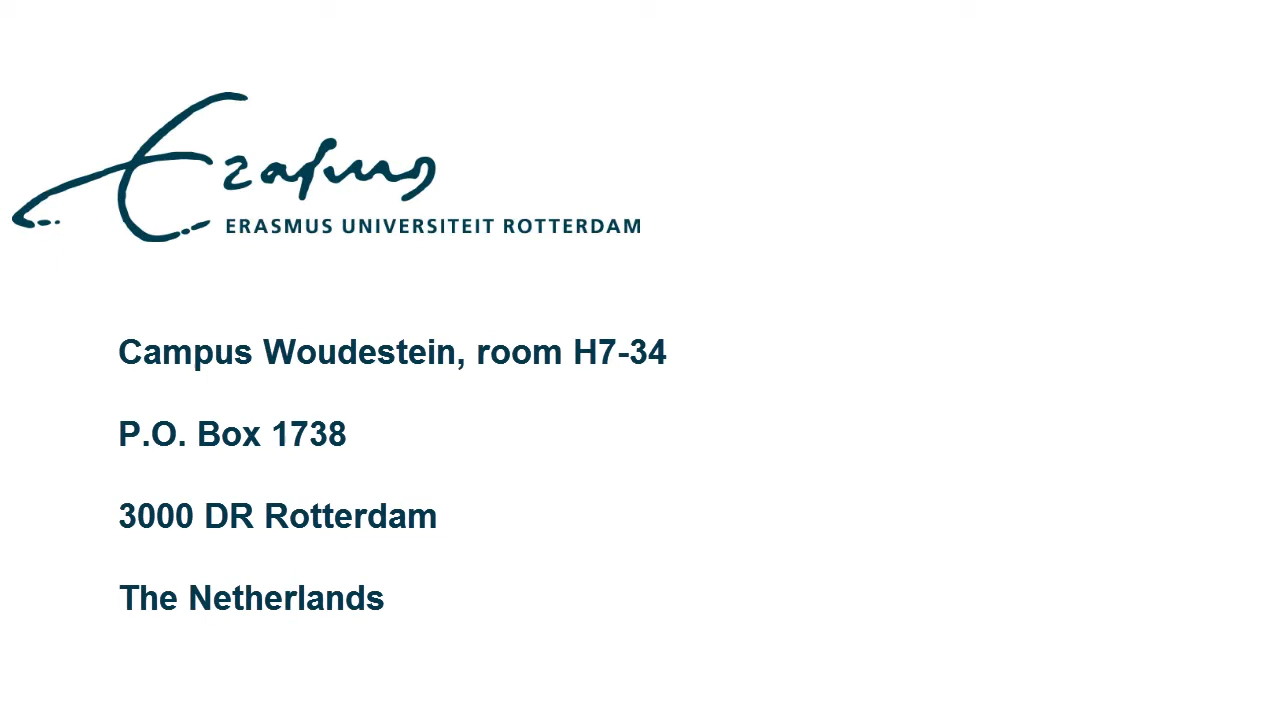 Erasmus
ERASMUS UNIVERSITEIT ROTTERDAM
Campus Woudestein, room H7-34
P.O. Box 1738
3000 DR Rotterdam
The Netherlands